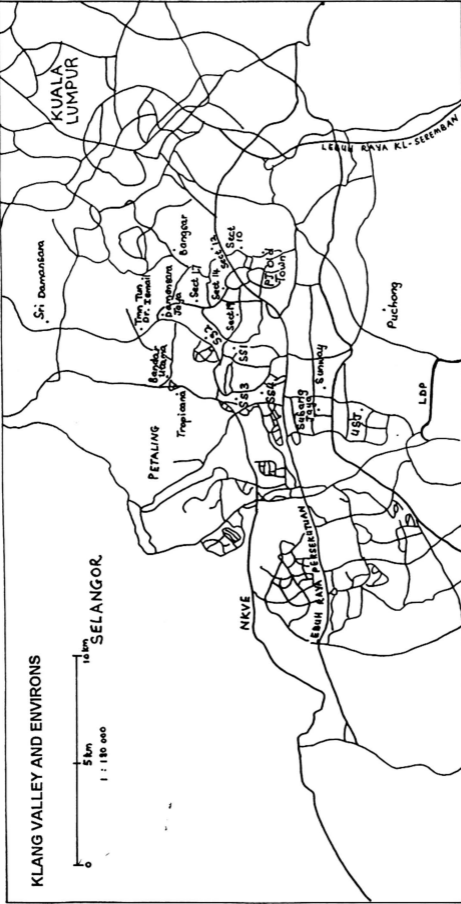 KLANG VALLEY AND ENVIRONS
0
5 km
10 km
1 : 180 000
SELANGOR
KUALA
LUMPUR
LEBUH RAYA KL-SEREMBAN
Sri Damansara
Tmn Tun
Dr. Ismail
Damansara
Jaya
Bangsar
Sect 17
Sect 14
Sect 13
Sect
10
PJ Old
Town
Sect 19
Bandar
Utama
Tropicana
PETALING
SS2
SS1
SS3
SS4
Subang
Jaya
Sunway
USJ
Puchong
LDP
NKVE
LEBUH RAYA PERSEKUTUAN